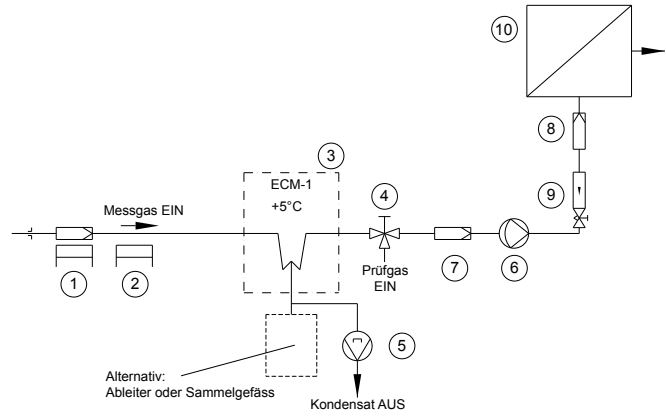 10
8
3
ECM-1
4
9
+5°C
Messgas EIN
Prüfgas
EIN
7
6
1
2
5
Alternativ:
Ableiter oder Sammelgefäss
Kondensat AUS